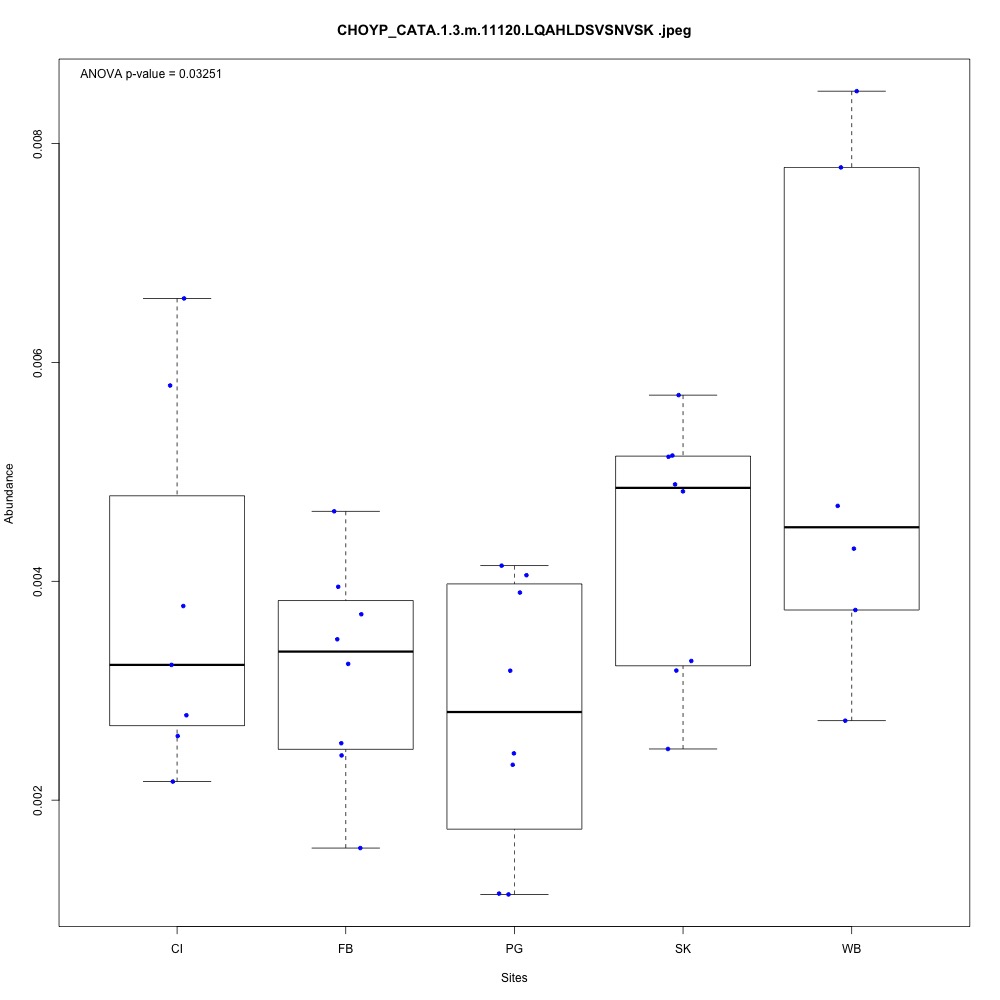 CHOYP_CATA.1.3.m.11120.LQAHLDSVSNVSK .jpeg
ANOVA p-value = 0.03251
0.008
0.006
0.004
0.002
Abundance
CI FB PG SK WB
Sites